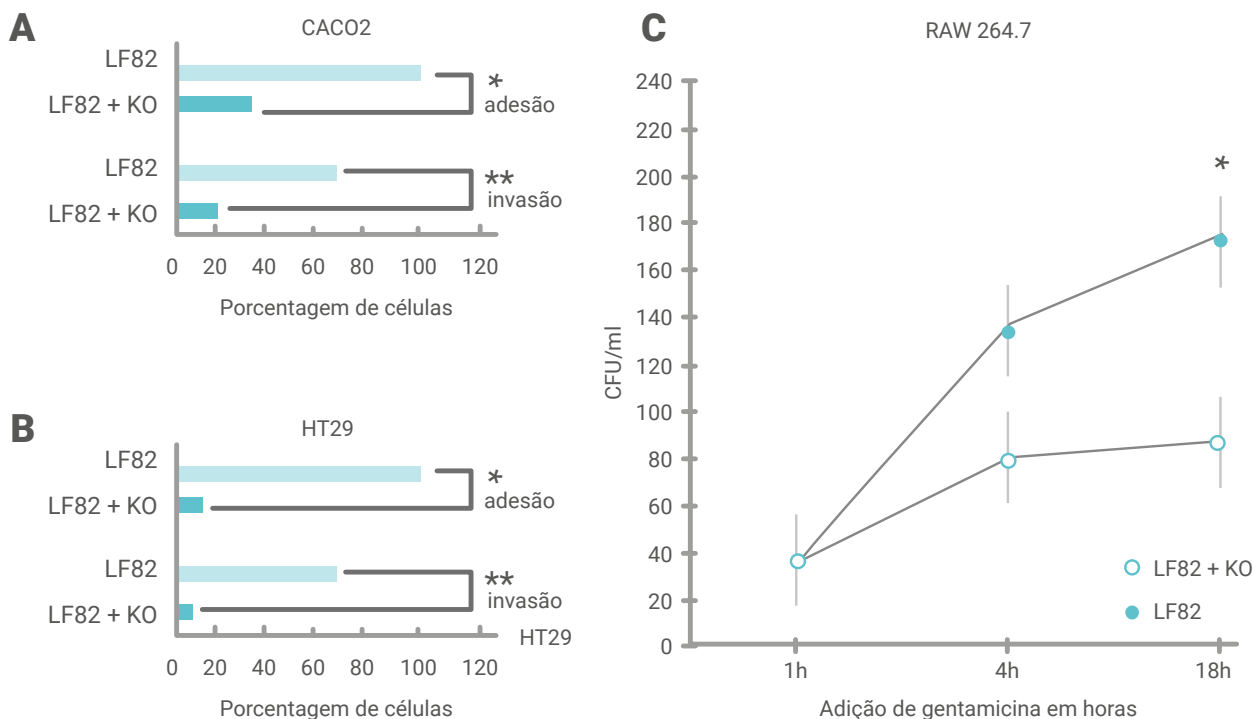 A
CACO2
LF82
LF82 + KO
*
adesão
LF82
LF82 + KO
**
invasão
0 20 40 60 80 100 120
Porcentagem de células
B
HT29
LF82
LF82 + KO
*
adesão
LF82
LF82 + KO
**
invasão
HT29
0 20 40 60 80 100 120
Porcentagem de células
C
RAW 264.7
240
220
200
180
160
140
120
100
80
60
40
20
0
CFU/ml
*
LF82 + KO
LF82
1h 4h 18h
Adição de gentamicina em horas